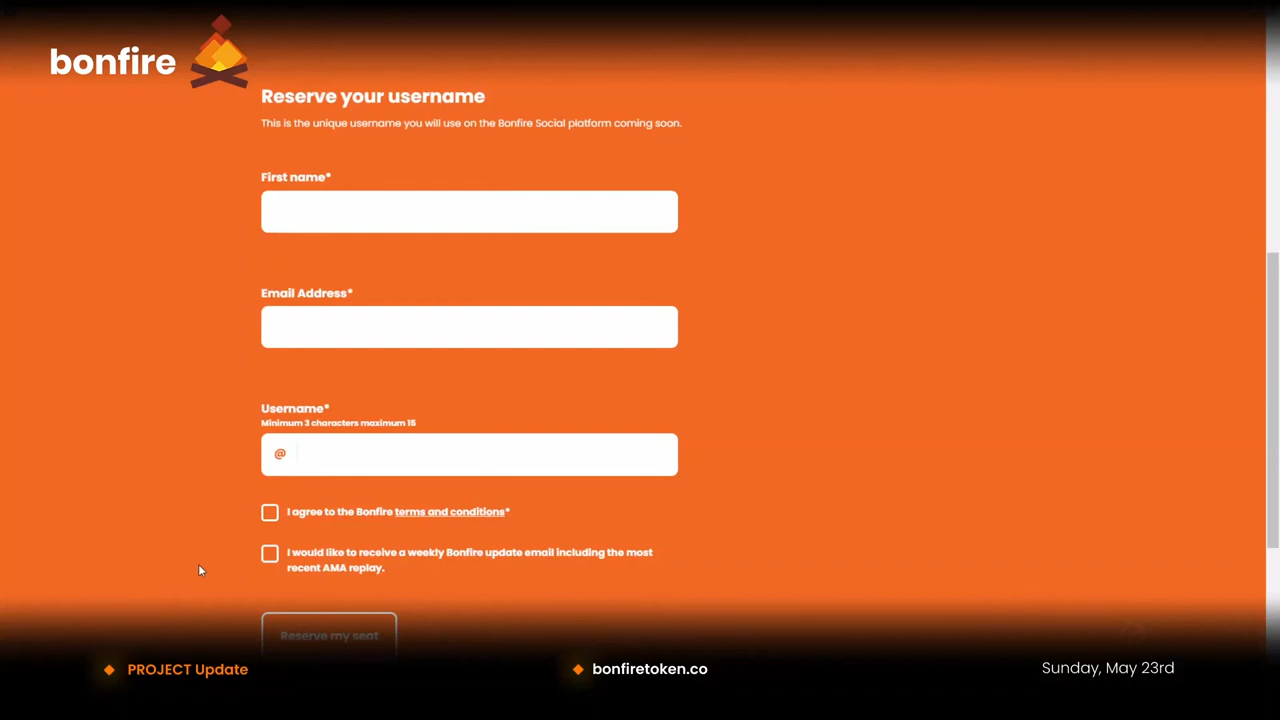 bonfire
Reserve your username
This is the unique username you will use on the Bonfire Social platform coming soon.
First name*
Email Address*
Username*
Minimum 3 characters maximum 15
@
I agree to the Bonfire terms and conditions*
I would like to receive a weekly Bonfire update email including the most
recent AMA replay.
Reserve my seat
PROJECT Update
bonfiretoken.co
Sunday, May 23rd